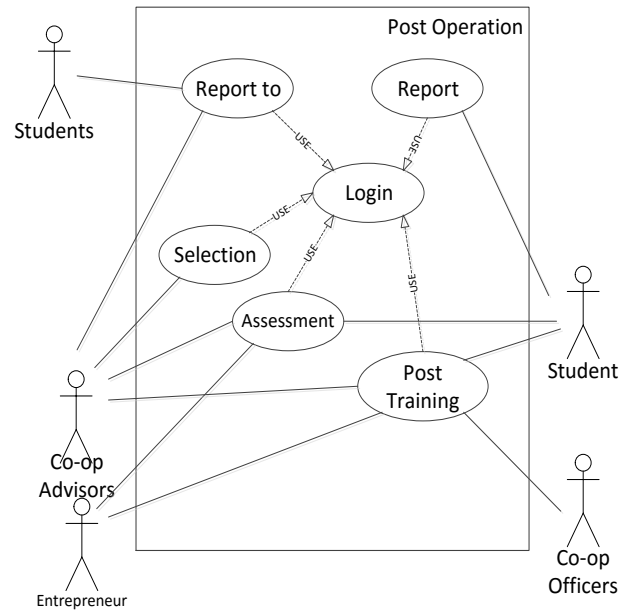 Post Operation
Report to
Report
Students
USE
USE
Login
USE
Selection
USE
USE
Assessment
Student
Post
Training
Co-op
Advisors
Co-op
Officers
Entrepreneur